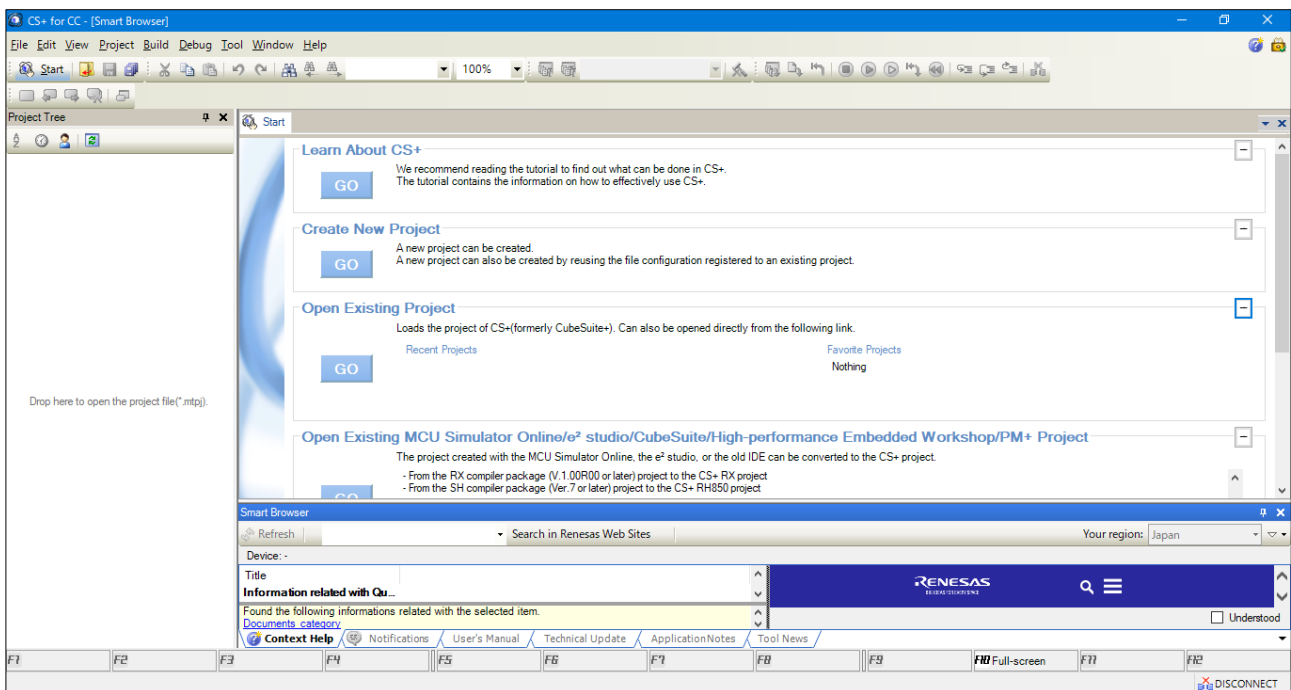 CS+ for CC - [Smart Browser]
File Edit View Project Build Debug Tool Window Help
Start 100%
Project Tree
Start
Learn About CS+
GO
We recommend reading the tutorial to find out what can be done in CS+.
The tutorial contains the information on how to effectively use CS+.
Create New Project
GO
A new project can be created.
A new project can also be created by reusing the file configuration registered to an existing project.
Open Existing Project
Loads the project of CS+(formerly CubeSuite+). Can also be opened directly from the following link.
Recent Projects Favorite Projects
GO
Nothing
Drop here to open the project file(*.mtpj).
Open Existing MCU Simulator Online/e² studio/CubeSuite/High-performance Embedded Workshop/PM+ Project
The project created with the MCU Simulator Online, the e² studio, or the old IDE can be converted to the CS+ project.
- From the RX compiler package (V.1.00R00 or later) project to the CS+ RX project
- From the SH compiler package (Ver.7 or later) project to the CS+ RH850 project
GO
Smart Browser
Refresh Search in Renesas Web Sites Your region: Japan
Device: -
Title
Information related with Qu...
RENESAS
Found the following informations related with the selected item.
Documents category
Understood
Context Help Notifications User's Manual Technical Update ApplicationNotes Tool News
F1 F2 F3 F4 F5 F6 F7 F8 F9 F10 Full-screen F11 F12
DISCONNECT